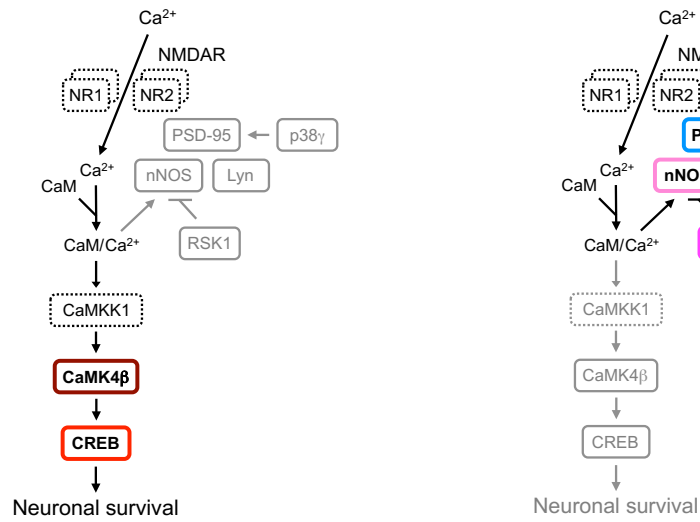 Ca²⁺
NMDAR
NR1
NR2
PSD-95
p38γ
Ca²⁺
nNOS
Lyn
CaM
CaM/Ca²⁺
RSK1
CaMKK1
CaMK4β
CREB
Neuronal survival
Ca²⁺
NR1
NR2
Ca²⁺
CaM
CaM/Ca²⁺
CaMKK1
CaMK4β
CREB
Neuronal survival